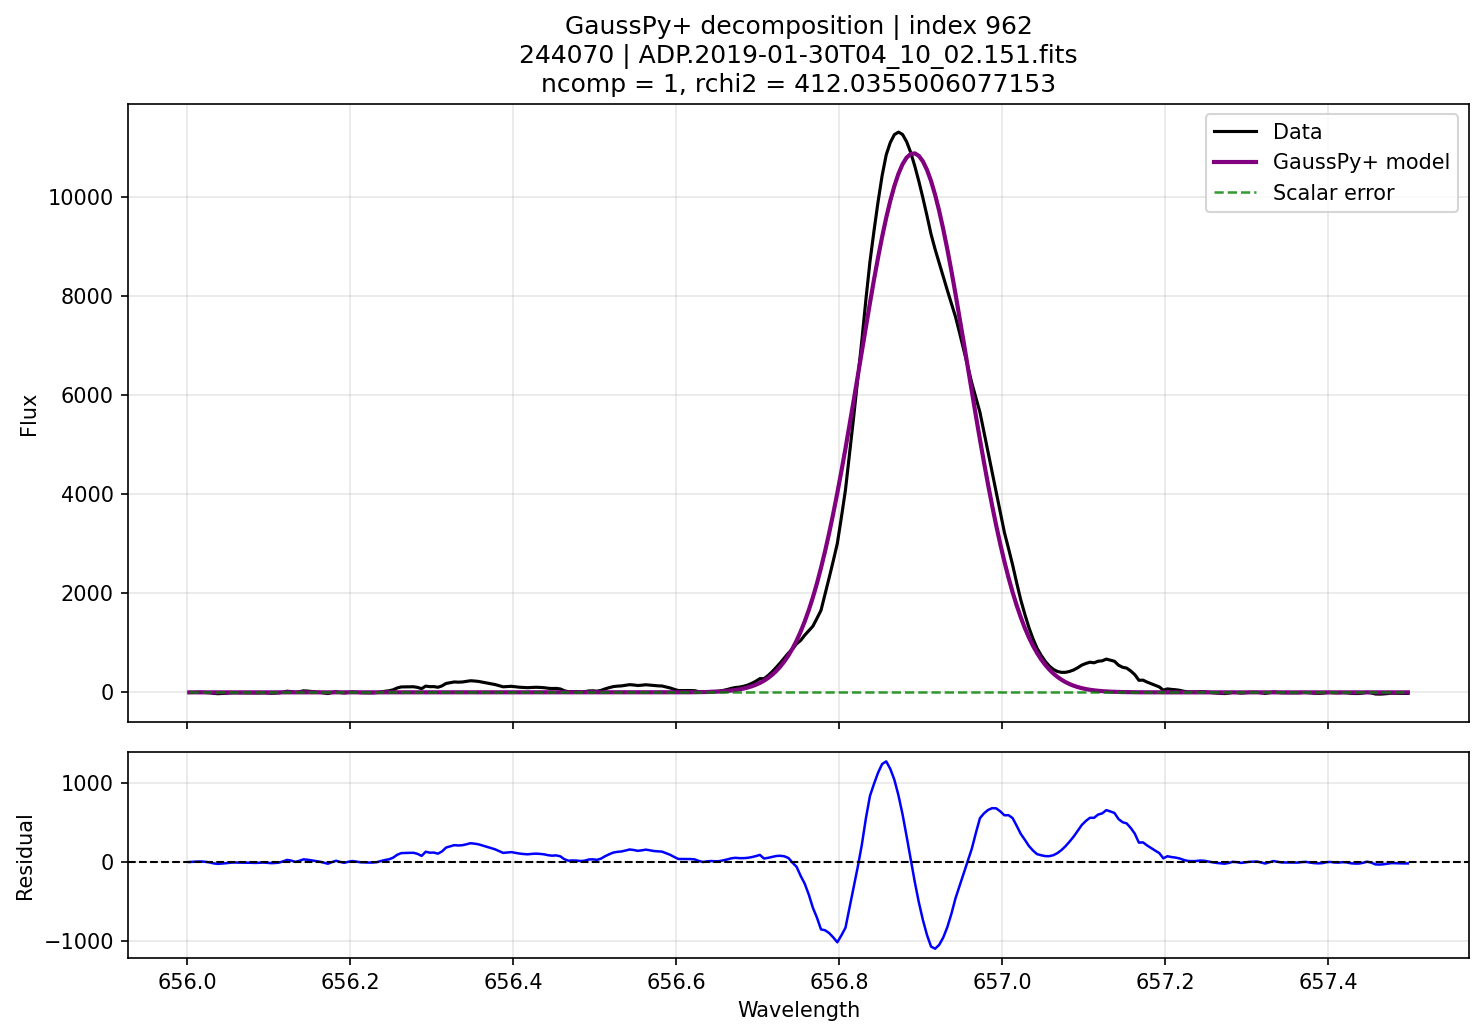 GaussPy+ decomposition | index 962
244070 | ADP.2019-01-30T04_10_02.151.fits
ncomp = 1, rchi2 = 412.0355006077153
Data
GaussPy+ model
Scalar error
Flux
10000
8000
6000
4000
2000
0
Residual
1000
0
−1000
656.0
656.2
656.4
656.6
656.8
657.0
657.2
657.4
Wavelength